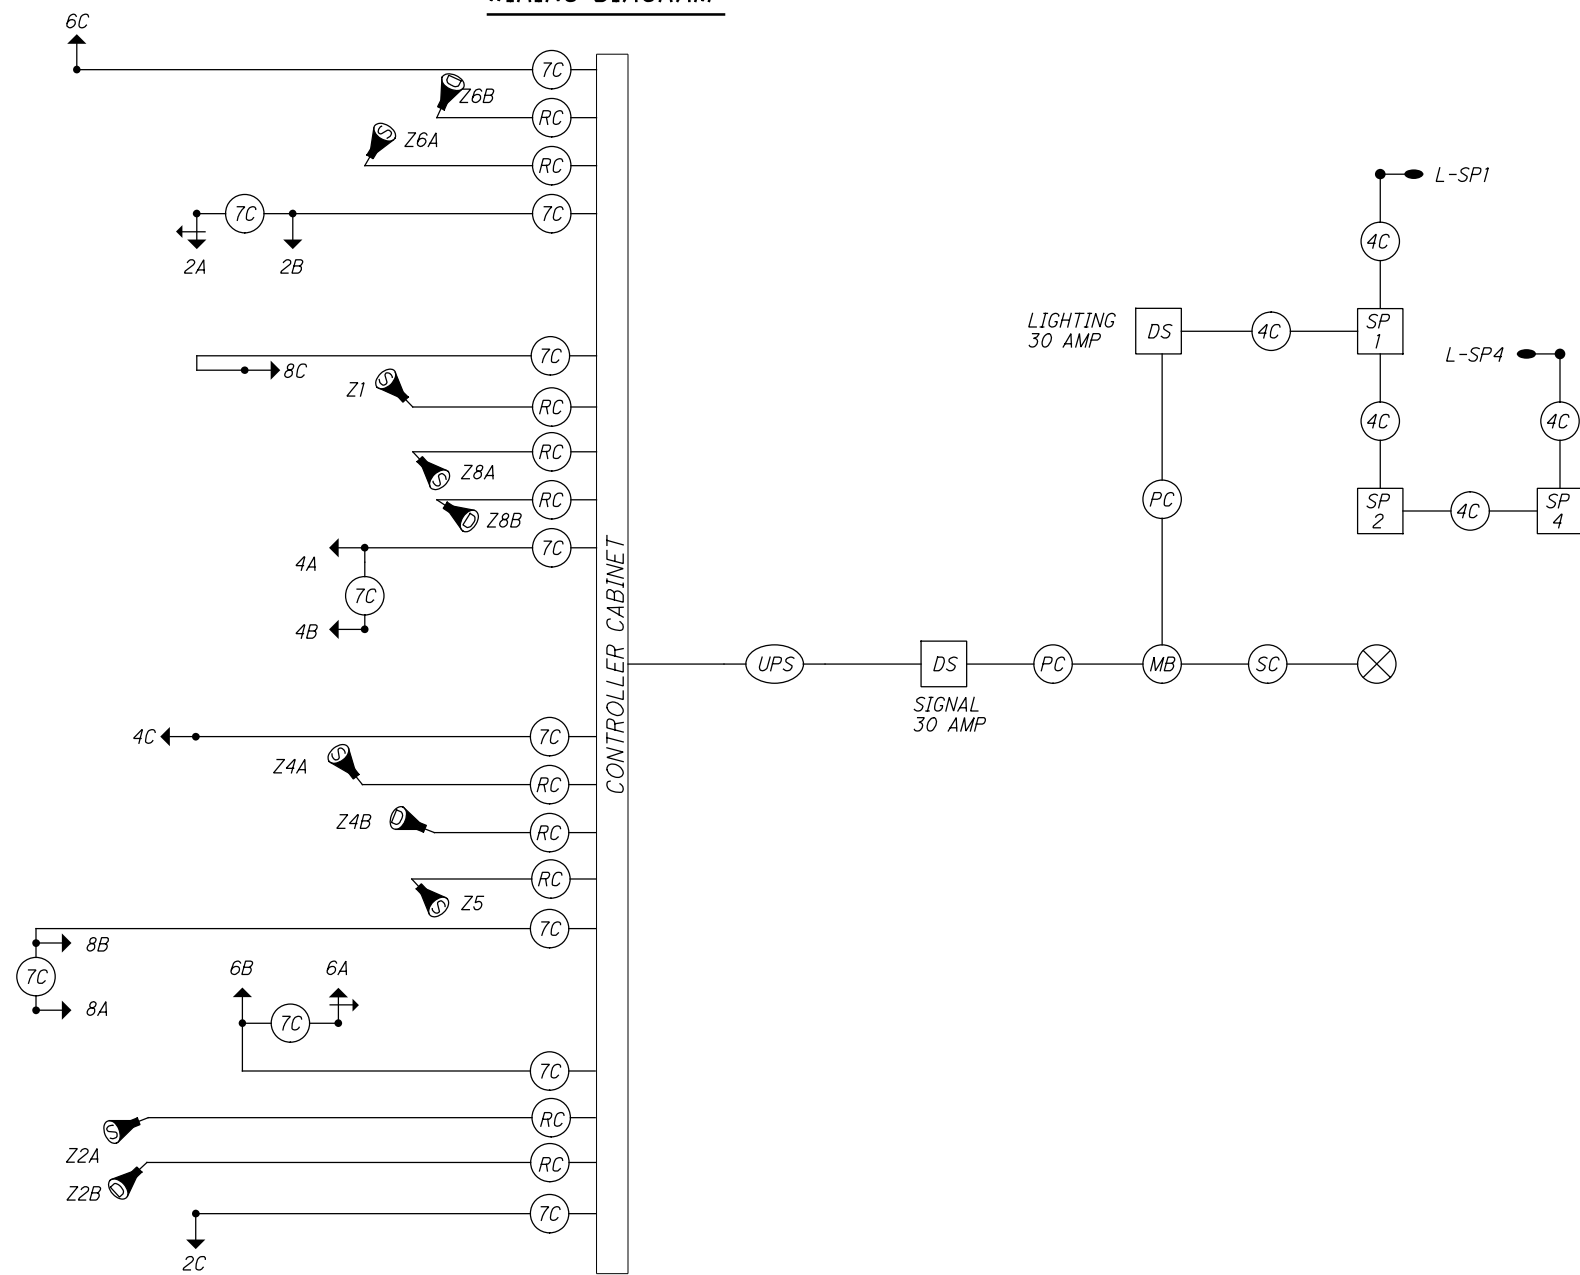 WIRING DIAGRAM
6C
7C
Z6B
D
RC
Z6A
S
RC
7C
7C
2A
2B
7C
8C
Z1
S
RC
RC
Z8A
S
RC
Z8B
D
7C
4A
7C
4B
CONTROLLER CABINET
4C
7C
Z4A
S
RC
Z4B
D
RC
RC
Z5
S
7C
8B
7C
8A
6B
6A
7C
7C
RC
S
Z2A
RC
Z2B
D
7C
2C
UPS
DS
SIGNAL
30 AMP
PC
MB
SC
PC
LIGHTING
30 AMP
DS
4C
SP
1
4C
L-SP1
4C
SP
2
4C
SP
4
4C
L-SP4